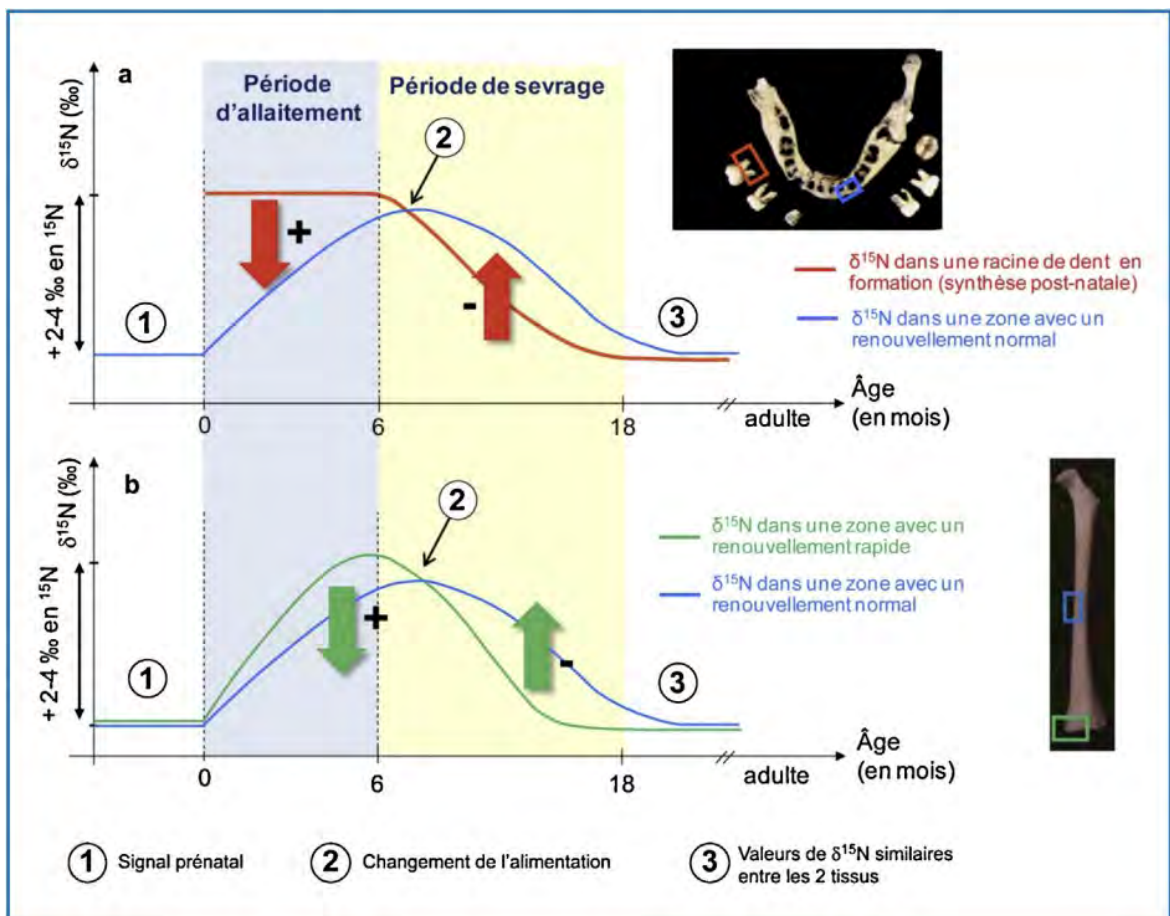 a
Période
d'allaitement
Période de sevrage
δ¹⁵N (‰)
+ 2-4 ‰ en ¹⁵N
1
2
3
+
-
δ¹⁵N dans une racine de dent en
formation (synthèse post-natale)
δ¹⁵N dans une zone avec un
renouvellement normal
0
6
18
adulte
Âge
(en mois)
b
δ¹⁵N (‰)
+ 2-4 ‰ en ¹⁵N
1
2
3
+
-
δ¹⁵N dans une zone avec un
renouvellement rapide
δ¹⁵N dans une zone avec un
renouvellement normal
0
6
18
adulte
Âge
(en mois)
1 Signal prénatal
2 Changement de l'alimentation
3 Valeurs de δ¹⁵N similaires
entre les 2 tissus